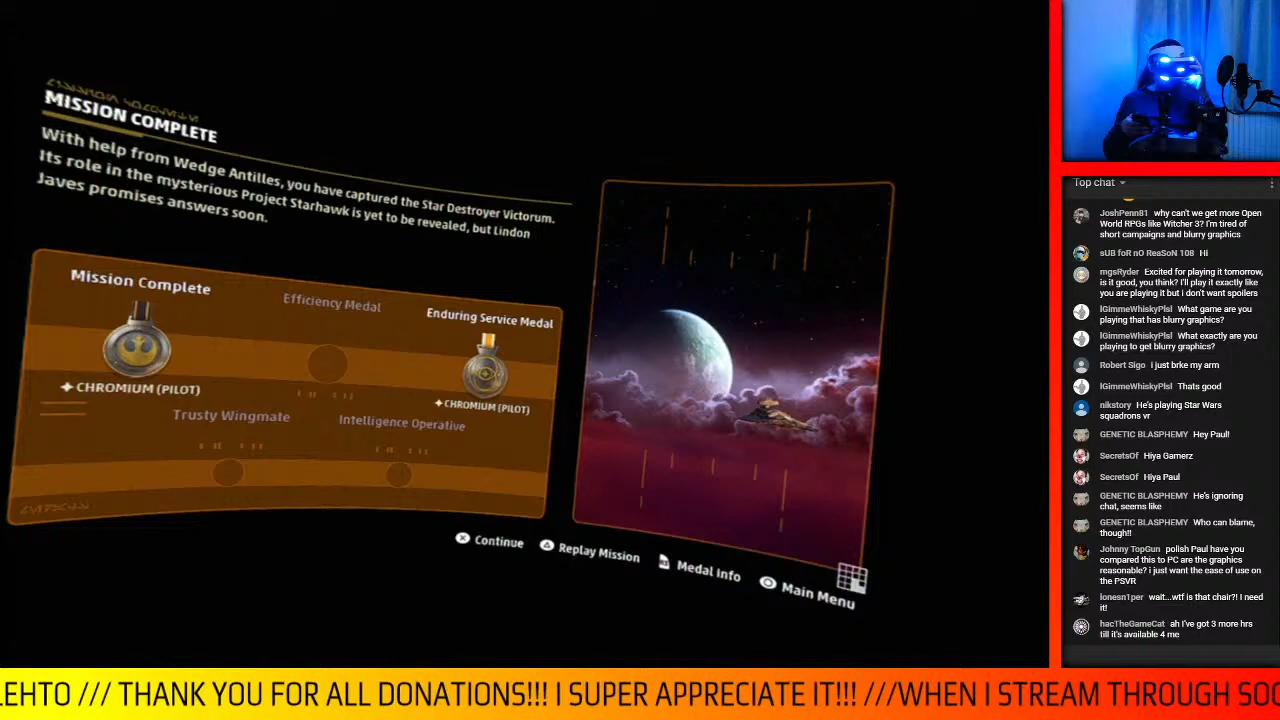 MISSION COMPLETE
With help from Wedge Antilles, you have captured the Star Destroyer Victorum.
Its role in the mysterious Project Starhawk is yet to be revealed, but Lindon
Javes promises answers soon.
Mission Complete
Efficiency Medal
Enduring Service Medal
CHROMIUM (PILOT)
CHROMIUM (PILOT)
Trusty Wingmate
Intelligence Operative
Continue
Replay Mission
Medal Info
Main Menu
Top chat
JoshPenn81 why can't we get more Open
World RPGs like Witcher 3? I'm tired of
short campaigns and blurry graphics
sUB foR nO ReaSoN 108 Hi
mgsRyder Excited for playing it tomorrow,
is it good, you think? I'll play it exactly like
you are playing it but i don't want spoilers
IGimmeWhiskyPlsI What game are you
playing that has blurry graphics?
IGimmeWhiskyPlsI What exactly are you
playing to get blurry graphics?
Robert Sigo i just brke my arm
IGimmeWhiskyPlsI Thats good
nikstory He's playing Star Wars
squadrons vr
GENETIC BLASPHEMY Hey Paul!
SecretsOf Hiya Gamerz
SecretsOf Hiya Paul
GENETIC BLASPHEMY He's ignoring
chat, seems like
GENETIC BLASPHEMY Who can blame,
though!!
Johnny TopGun polish Paul have you
compared this to PC are the graphics
reasonable? i just want the ease of use on
the PSVR
lonesn1per wait...wtf is that chair?! I need
it!
hacTheGameCat ah I've got 3 more hrs
till it's available 4 me
LEHTO /// THANK YOU FOR ALL DONATIONS!!! I SUPER APPRECIATE IT!!! ///WHEN I STREAM THROUGH SOC